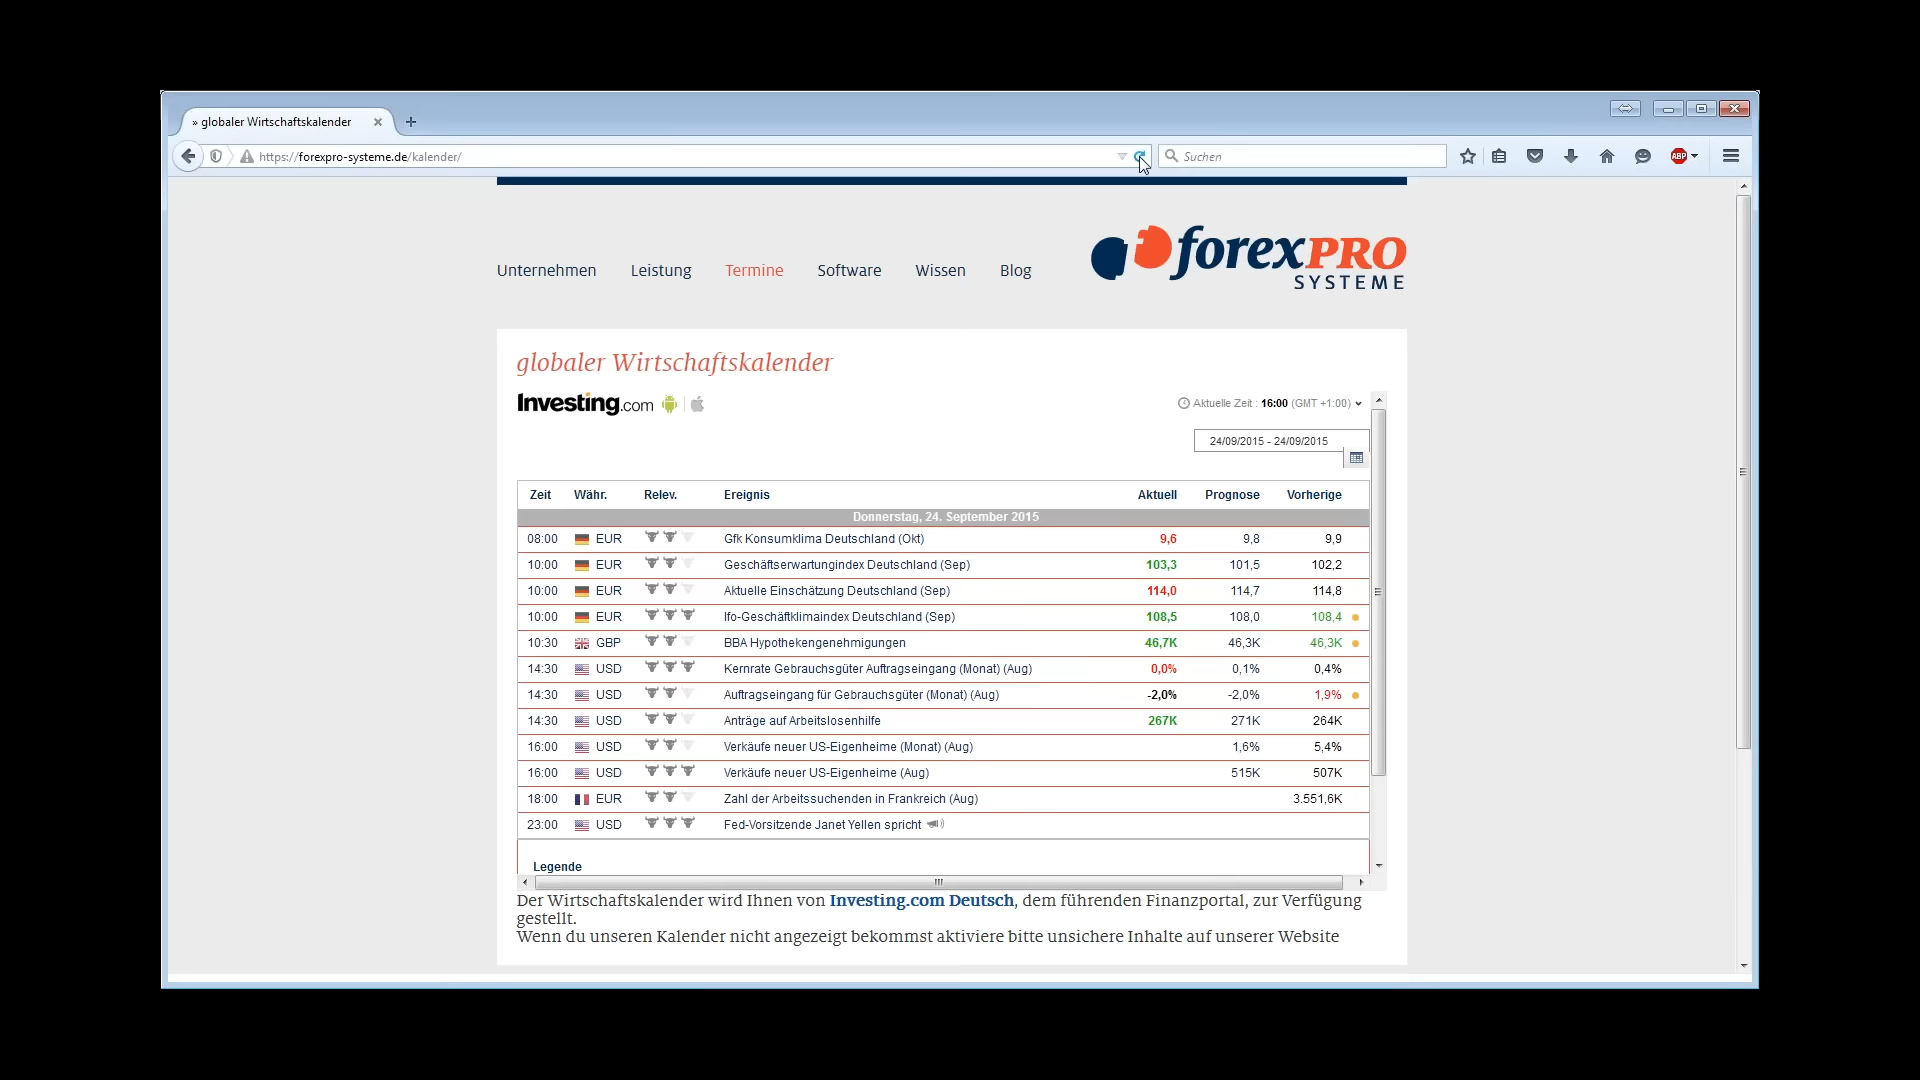 » globaler Wirtschaftskalender
https://forexpro-systeme.de/kalender/
Suchen
ABP
Unternehmen Leistung Termine Software Wissen Blog
forexPRO
SYSTEME
globaler Wirtschaftskalender
Investing.com
Aktuelle Zeit : 16:00 (GMT +1:00)
24/09/2015 - 24/09/2015
Zeit Währ. Relev. Ereignis Aktuell Prognose Vorherige
Donnerstag, 24. September 2015
08:00 EUR Gfk Konsumklima Deutschland (Okt) 9,6 9,8 9,9
10:00 EUR Geschäftserwartungindex Deutschland (Sep) 103,3 101,5 102,2
10:00 EUR Aktuelle Einschätzung Deutschland (Sep) 114,0 114,7 114,8
10:00 EUR Ifo-Geschäftklimaindex Deutschland (Sep) 108,5 108,0 108,4
10:30 GBP BBA Hypothekengenehmigungen 46,7K 46,3K 46,3K
14:30 USD Kernrate Gebrauchsgüter Auftragseingang (Monat) (Aug) 0,0% 0,1% 0,4%
14:30 USD Auftragseingang für Gebrauchsgüter (Monat) (Aug) -2,0% -2,0% 1,9%
14:30 USD Anträge auf Arbeitslosenhilfe 267K 271K 264K
16:00 USD Verkäufe neuer US-Eigenheime (Monat) (Aug) 1,6% 5,4%
16:00 USD Verkäufe neuer US-Eigenheime (Aug) 515K 507K
18:00 EUR Zahl der Arbeitssuchenden in Frankreich (Aug) 3.551,6K
23:00 USD Fed-Vorsitzende Janet Yellen spricht
Legende
Der Wirtschaftskalender wird Ihnen von Investing.com Deutsch, dem führenden Finanzportal, zur Verfügung
gestellt.
Wenn du unseren Kalender nicht angezeigt bekommst aktiviere bitte unsichere Inhalte auf unserer Website